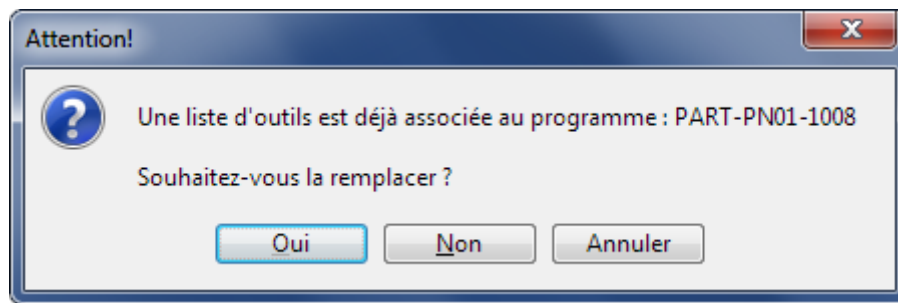 Attention!
Une liste d'outils est déjà associée au programme : PART-PN01-1008
Souhaitez-vous la remplacer ?
Oui Non Annuler